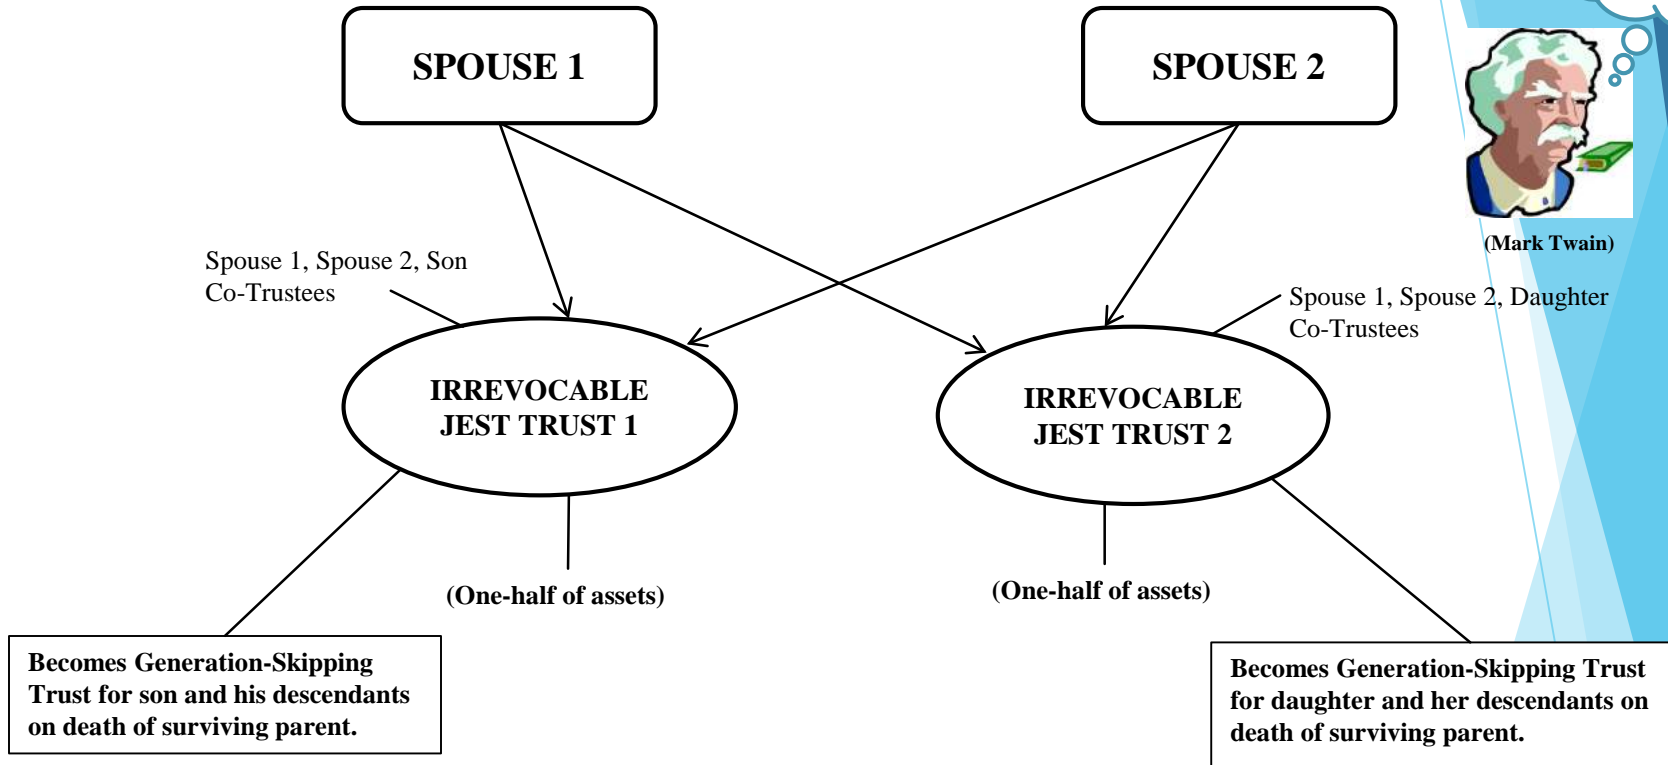 SPOUSE 1
SPOUSE 2
(Mark Twain)
Spouse 1, Spouse 2, Son
Co-Trustees
Spouse 1, Spouse 2, Daughter
Co-Trustees
IRREVOCABLE
JEST TRUST 1
IRREVOCABLE
JEST TRUST 2
(One-half of assets)
(One-half of assets)
Becomes Generation-Skipping
Trust for son and his descendants
on death of surviving parent.
Becomes Generation-Skipping Trust
for daughter and her descendants on
death of surviving parent.